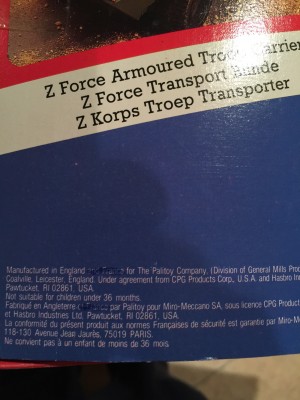 Z Force Armoured Troop Carrier
Z Force Transport Blindé
Z Korps Troep Transporter
Manufactured in England and France for The Palitoy Company, (Division of General Mills
Coalville, Leicester, England. Under agreement from CPG Products Corp., U.S.A. and Hasbro
Pawtucket, RI 02861, USA.
Not suitable for children under 36 months.
Fabriqué en Angleterre par Palitoy pour Miro-Meccano SA, sous licence CPG Product
et Hasbro Industries Ltd. Pawtucket, RI 02861, USA.
La conformité du présent produit aux normes Françaises de sécurité est garantie par Miro-M
118-130 Avenue Jean Jaurès, 75019 PARIS.
Ne convient pas à un enfant de moins de 36 mois.